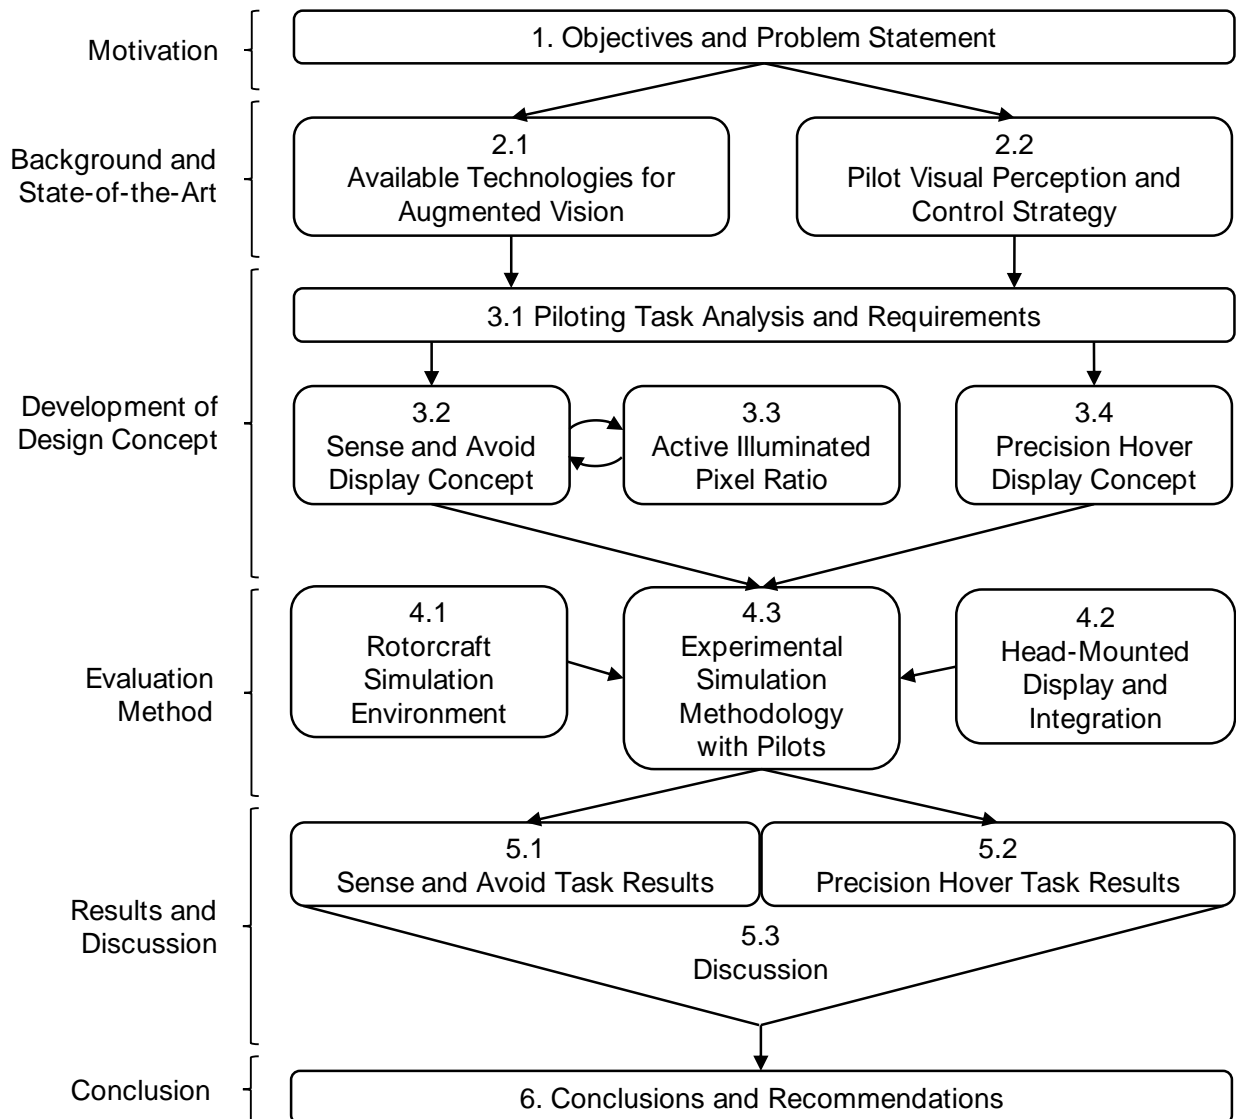 Motivation
1. Objectives and Problem Statement
Background and
State-of-the-Art
2.1
Available Technologies for
Augmented Vision
2.2
Pilot Visual Perception and
Control Strategy
Development of
Design Concept
3.1 Piloting Task Analysis and Requirements
3.2
Sense and Avoid
Display Concept
3.3
Active Illuminated
Pixel Ratio
3.4
Precision Hover
Display Concept
Evaluation
Method
4.1
Rotorcraft
Simulation
Environment
4.3
Experimental
Simulation
Methodology
with Pilots
4.2
Head-Mounted
Display and
Integration
Results and
Discussion
5.1
Sense and Avoid Task Results
5.2
Precision Hover Task Results
5.3
Discussion
Conclusion
6. Conclusions and Recommendations